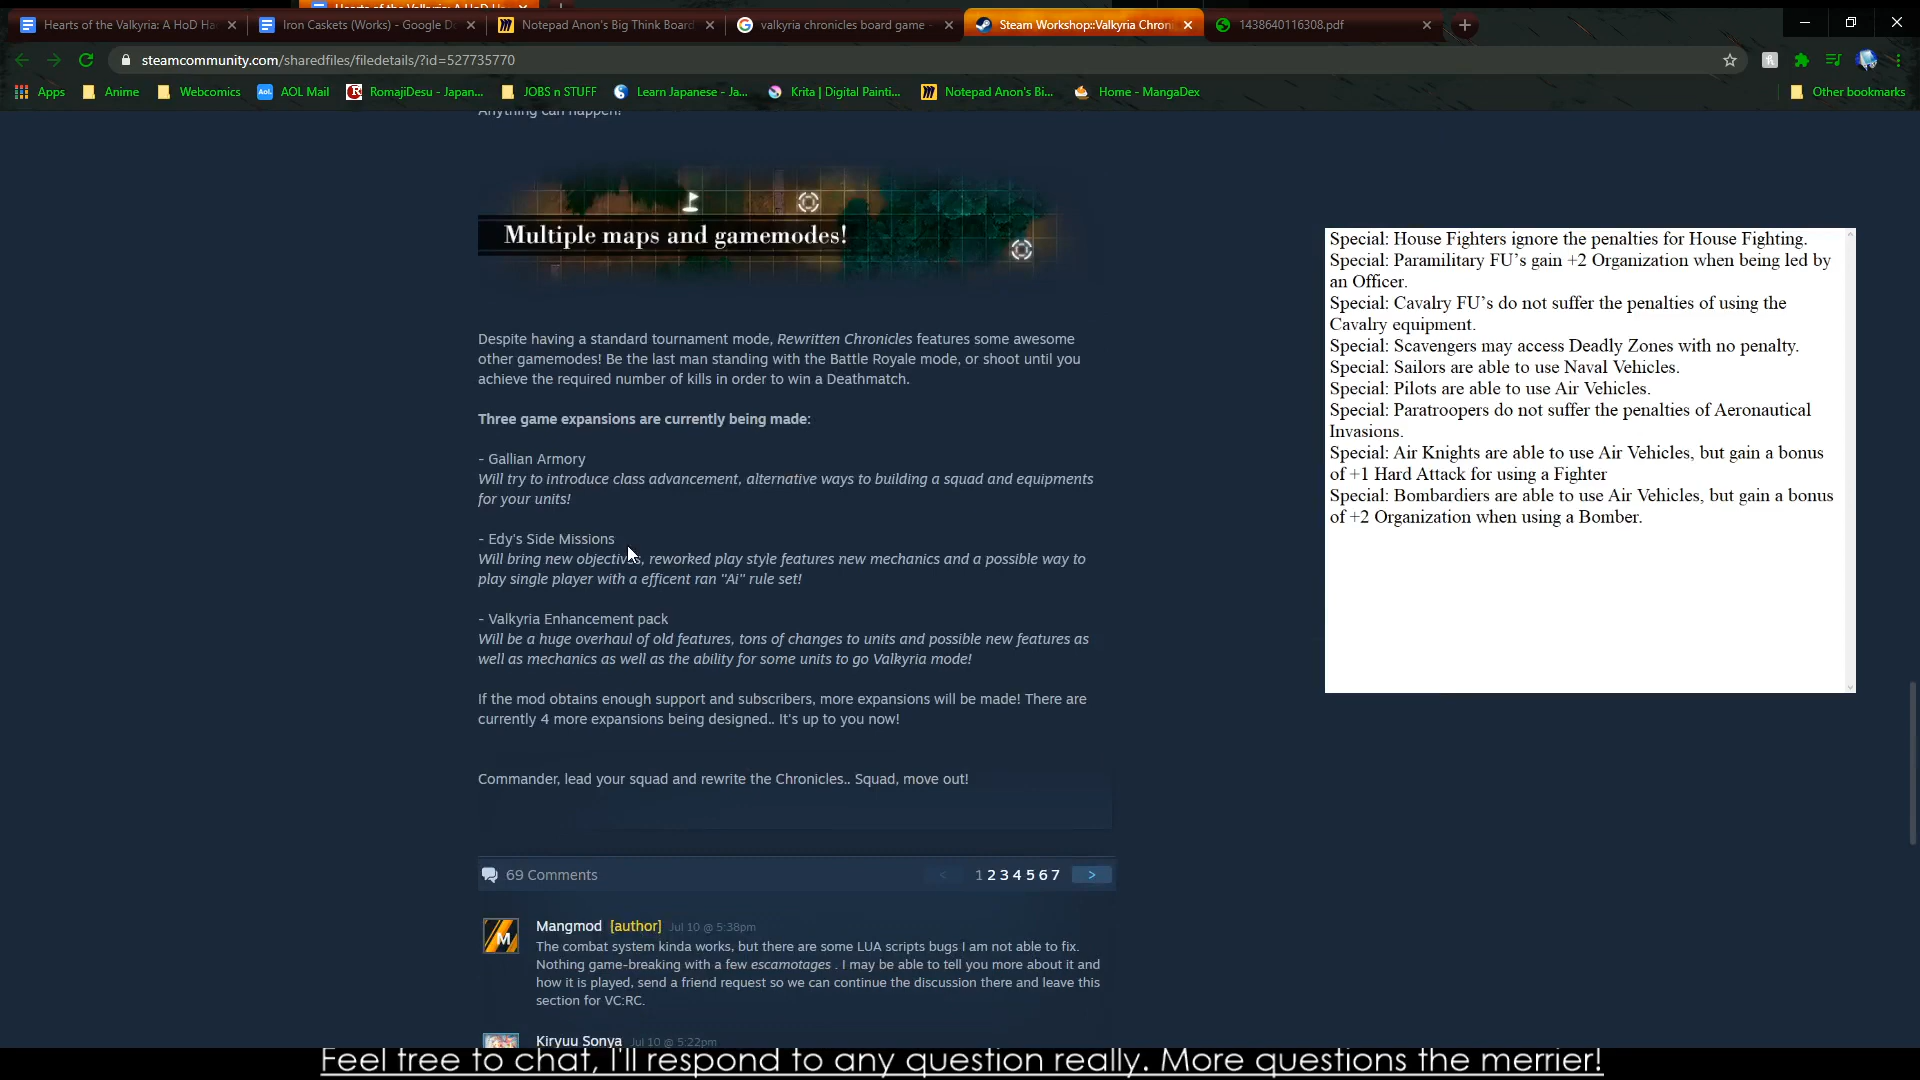 Hearts of the Valkyria: A HoD Ha
Hearts of the Valkyria: A HoD Ha
Iron Caskets (Works) - Google D
Notepad Anon's Big Think Board
valkyria chronicles board game -
Steam Workshop::Valkyria Chron
1438640116308.pdf
steamcommunity.com/sharedfiles/filedetails/?id=527735770
Apps
Anime
Webcomics
Aol.
AOL Mail
RomajiDesu - Japan...
JOBS n STUFF
Learn Japanese - Ja...
Krita | Digital Painti...
Notepad Anon's Bi...
Home - MangaDex
Other bookmarks
Anything can happen!
Multiple maps and gamemodes!
Despite having a standard tournament mode, Rewritten Chronicles features some awesome
other gamemodes! Be the last man standing with the Battle Royale mode, or shoot until you
achieve the required number of kills in order to win a Deathmatch.
Three game expansions are currently being made:
- Gallian Armory
Will try to introduce class advancement, alternative ways to building a squad and equipments
for your units!
- Edy's Side Missions
Will bring new objectives, reworked play style features new mechanics and a possible way to
play single player with a efficent ran "Ai" rule set!
- Valkyria Enhancement pack
Will be a huge overhaul of old features, tons of changes to units and possible new features as
well as mechanics as well as the ability for some units to go Valkyria mode!
If the mod obtains enough support and subscribers, more expansions will be made! There are
currently 4 more expansions being designed.. It's up to you now!
Commander, lead your squad and rewrite the Chronicles.. Squad, move out!
69 Comments
< 1 2 3 4 5 6 7 >
Mangmod [author] Jul 10 @ 5:38pm
The combat system kinda works, but there are some LUA scripts bugs I am not able to fix.
Nothing game-breaking with a few escamotages . I may be able to tell you more about it and
how it is played, send a friend request so we can continue the discussion there and leave this
section for VC:RC.
Kiryuu Sonya Jul 10 @ 5:22pm
Special: House Fighters ignore the penalties for House Fighting.
Special: Paramilitary FU’s gain +2 Organization when being led by
an Officer.
Special: Cavalry FU’s do not suffer the penalties of using the
Cavalry equipment.
Special: Scavengers may access Deadly Zones with no penalty.
Special: Sailors are able to use Naval Vehicles.
Special: Pilots are able to use Air Vehicles.
Special: Paratroopers do not suffer the penalties of Aeronautical
Invasions.
Special: Air Knights are able to use Air Vehicles, but gain a bonus
of +1 Hard Attack for using a Fighter
Special: Bombardiers are able to use Air Vehicles, but gain a bonus
of +2 Organization when using a Bomber.
Feel free to chat, I'll respond to any question really. More questions the merrier!